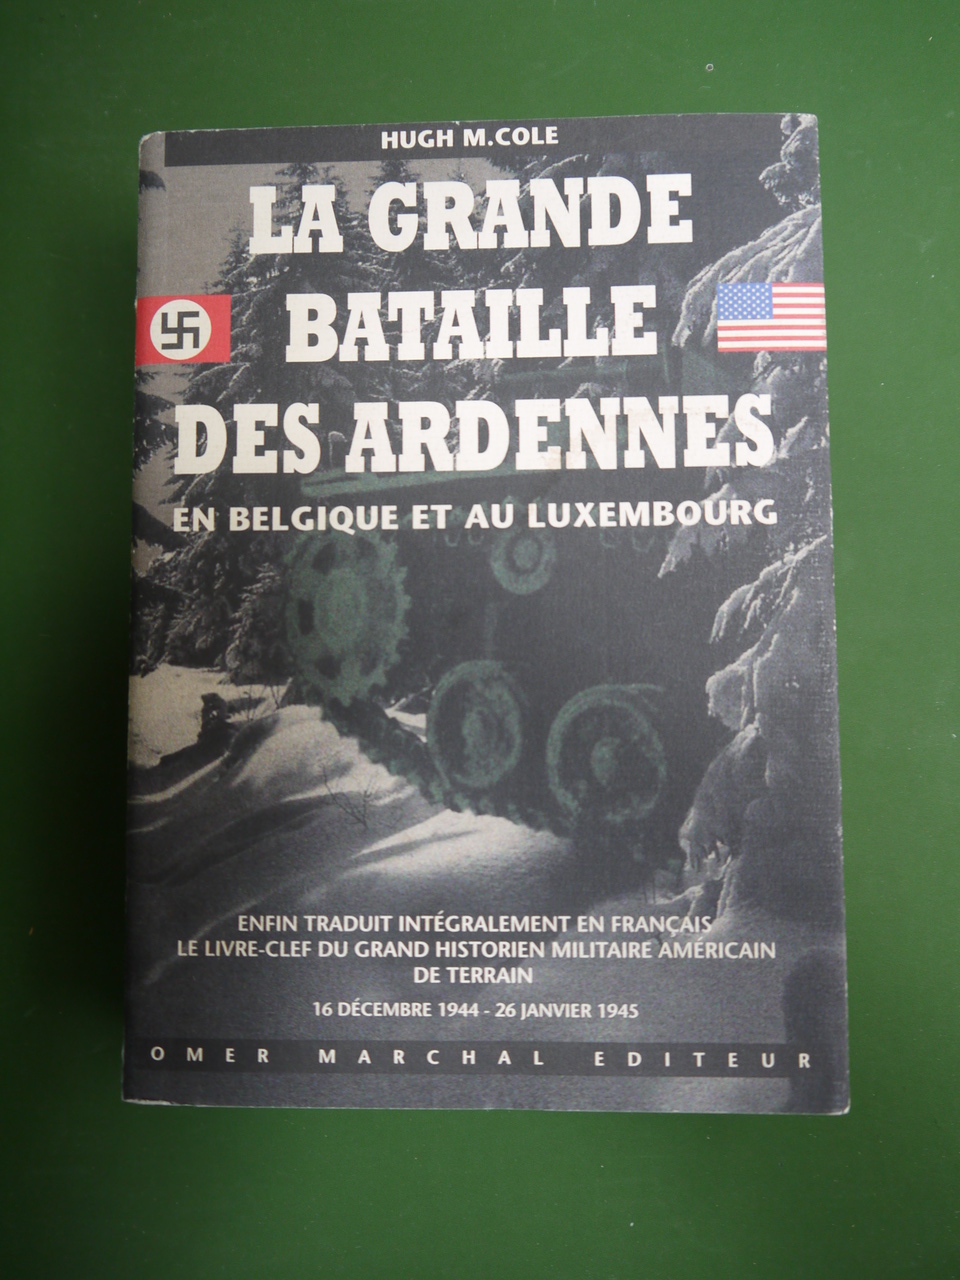 HUGH M.COLE
LA GRANDE
BATAILLE
DES ARDENNES
EN BELGIQUE ET AU LUXEMBOURG
ENFIN TRADUIT INTÉGRALEMENT EN FRANÇAIS
LE LIVRE-CLEF DU GRAND HISTORIEN MILITAIRE AMÉRICAIN
DE TERRAIN
16 DÉCEMBRE 1944 - 26 JANVIER 1945
OMER MARCHAL EDITEUR